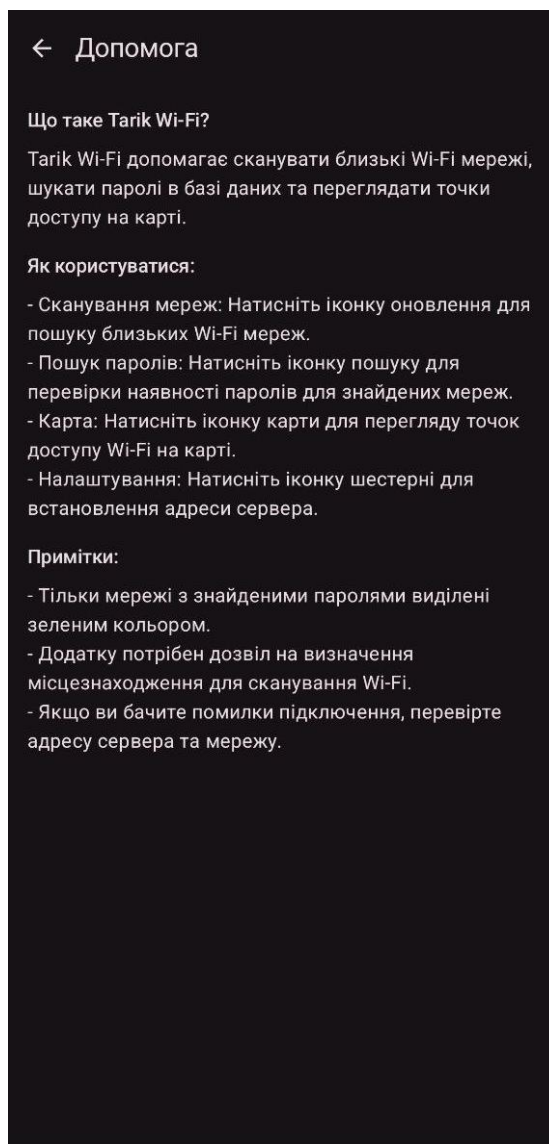 Допомога
Що таке Tarik Wi-Fi?
Tarik Wi-Fi допомагає сканувати близькі Wi-Fi мережі,
шукати паролі в базі даних та переглядати точки
доступу на карті.
Як користуватися:
- Сканування мереж: Натисніть іконку оновлення для
пошуку близьких Wi-Fi мереж.
- Пошук паролів: Натисніть іконку пошуку для
перевірки наявності паролів для знайдених мереж.
- Карта: Натисніть іконку карти для перегляду точок
доступу Wi-Fi на карті.
- Налаштування: Натисніть іконку шестерні для
встановлення адреси сервера.
Примітки:
- Тільки мережі з знайденими паролями виділені
зеленим кольором.
- Додатку потрібен дозвіл на визначення
місцезнаходження для сканування Wi-Fi.
- Якщо ви бачите помилки підключення, перевірте
адресу сервера та мережу.